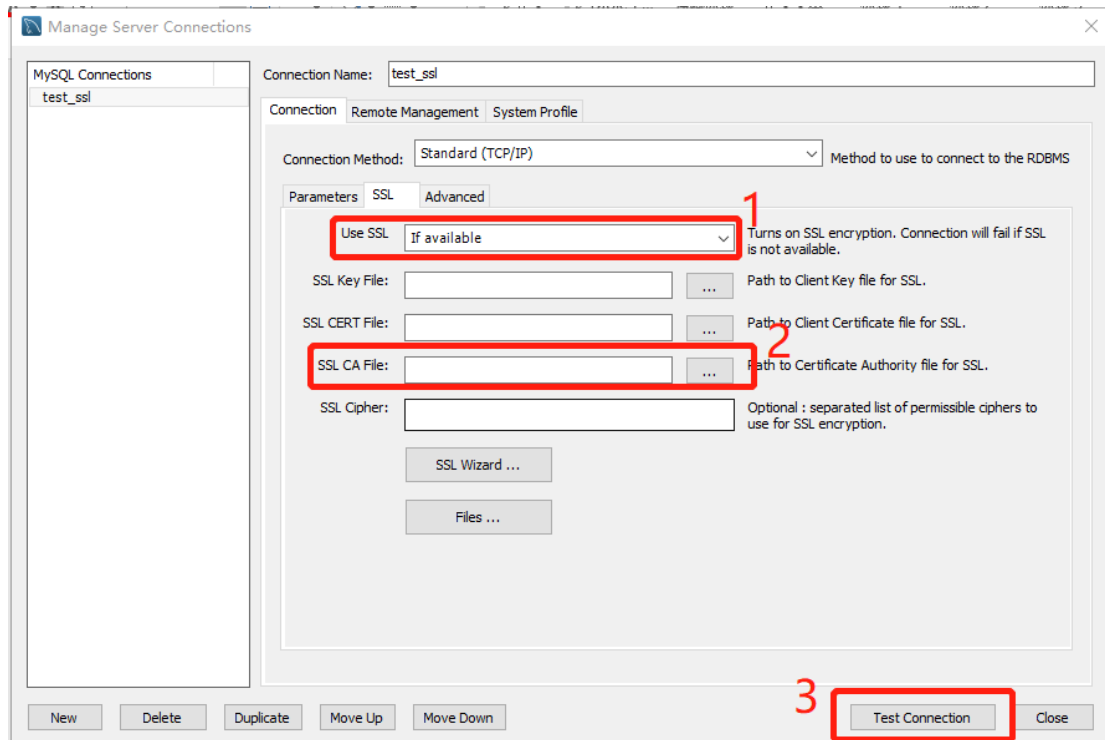 Manage Server Connections
MySQL Connections
test_ssl
Connection Name: test_ssl
Connection Remote Management System Profile
Connection Method: Standard (TCP/IP) Method to use to connect to the RDBMS
Parameters SSL Advanced
1
Use SSL If available Turns on SSL encryption. Connection will fail if SSL
is not available.
SSL Key File: ... Path to Client Key file for SSL.
SSL CERT File: ... Path to Client Certificate file for SSL.
2
SSL CA File: ... Path to Certificate Authority file for SSL.
SSL Cipher: Optional : separated list of permissible ciphers to
use for SSL encryption.
SSL Wizard ...
Files ...
3
New Delete Duplicate Move Up Move Down Test Connection Close